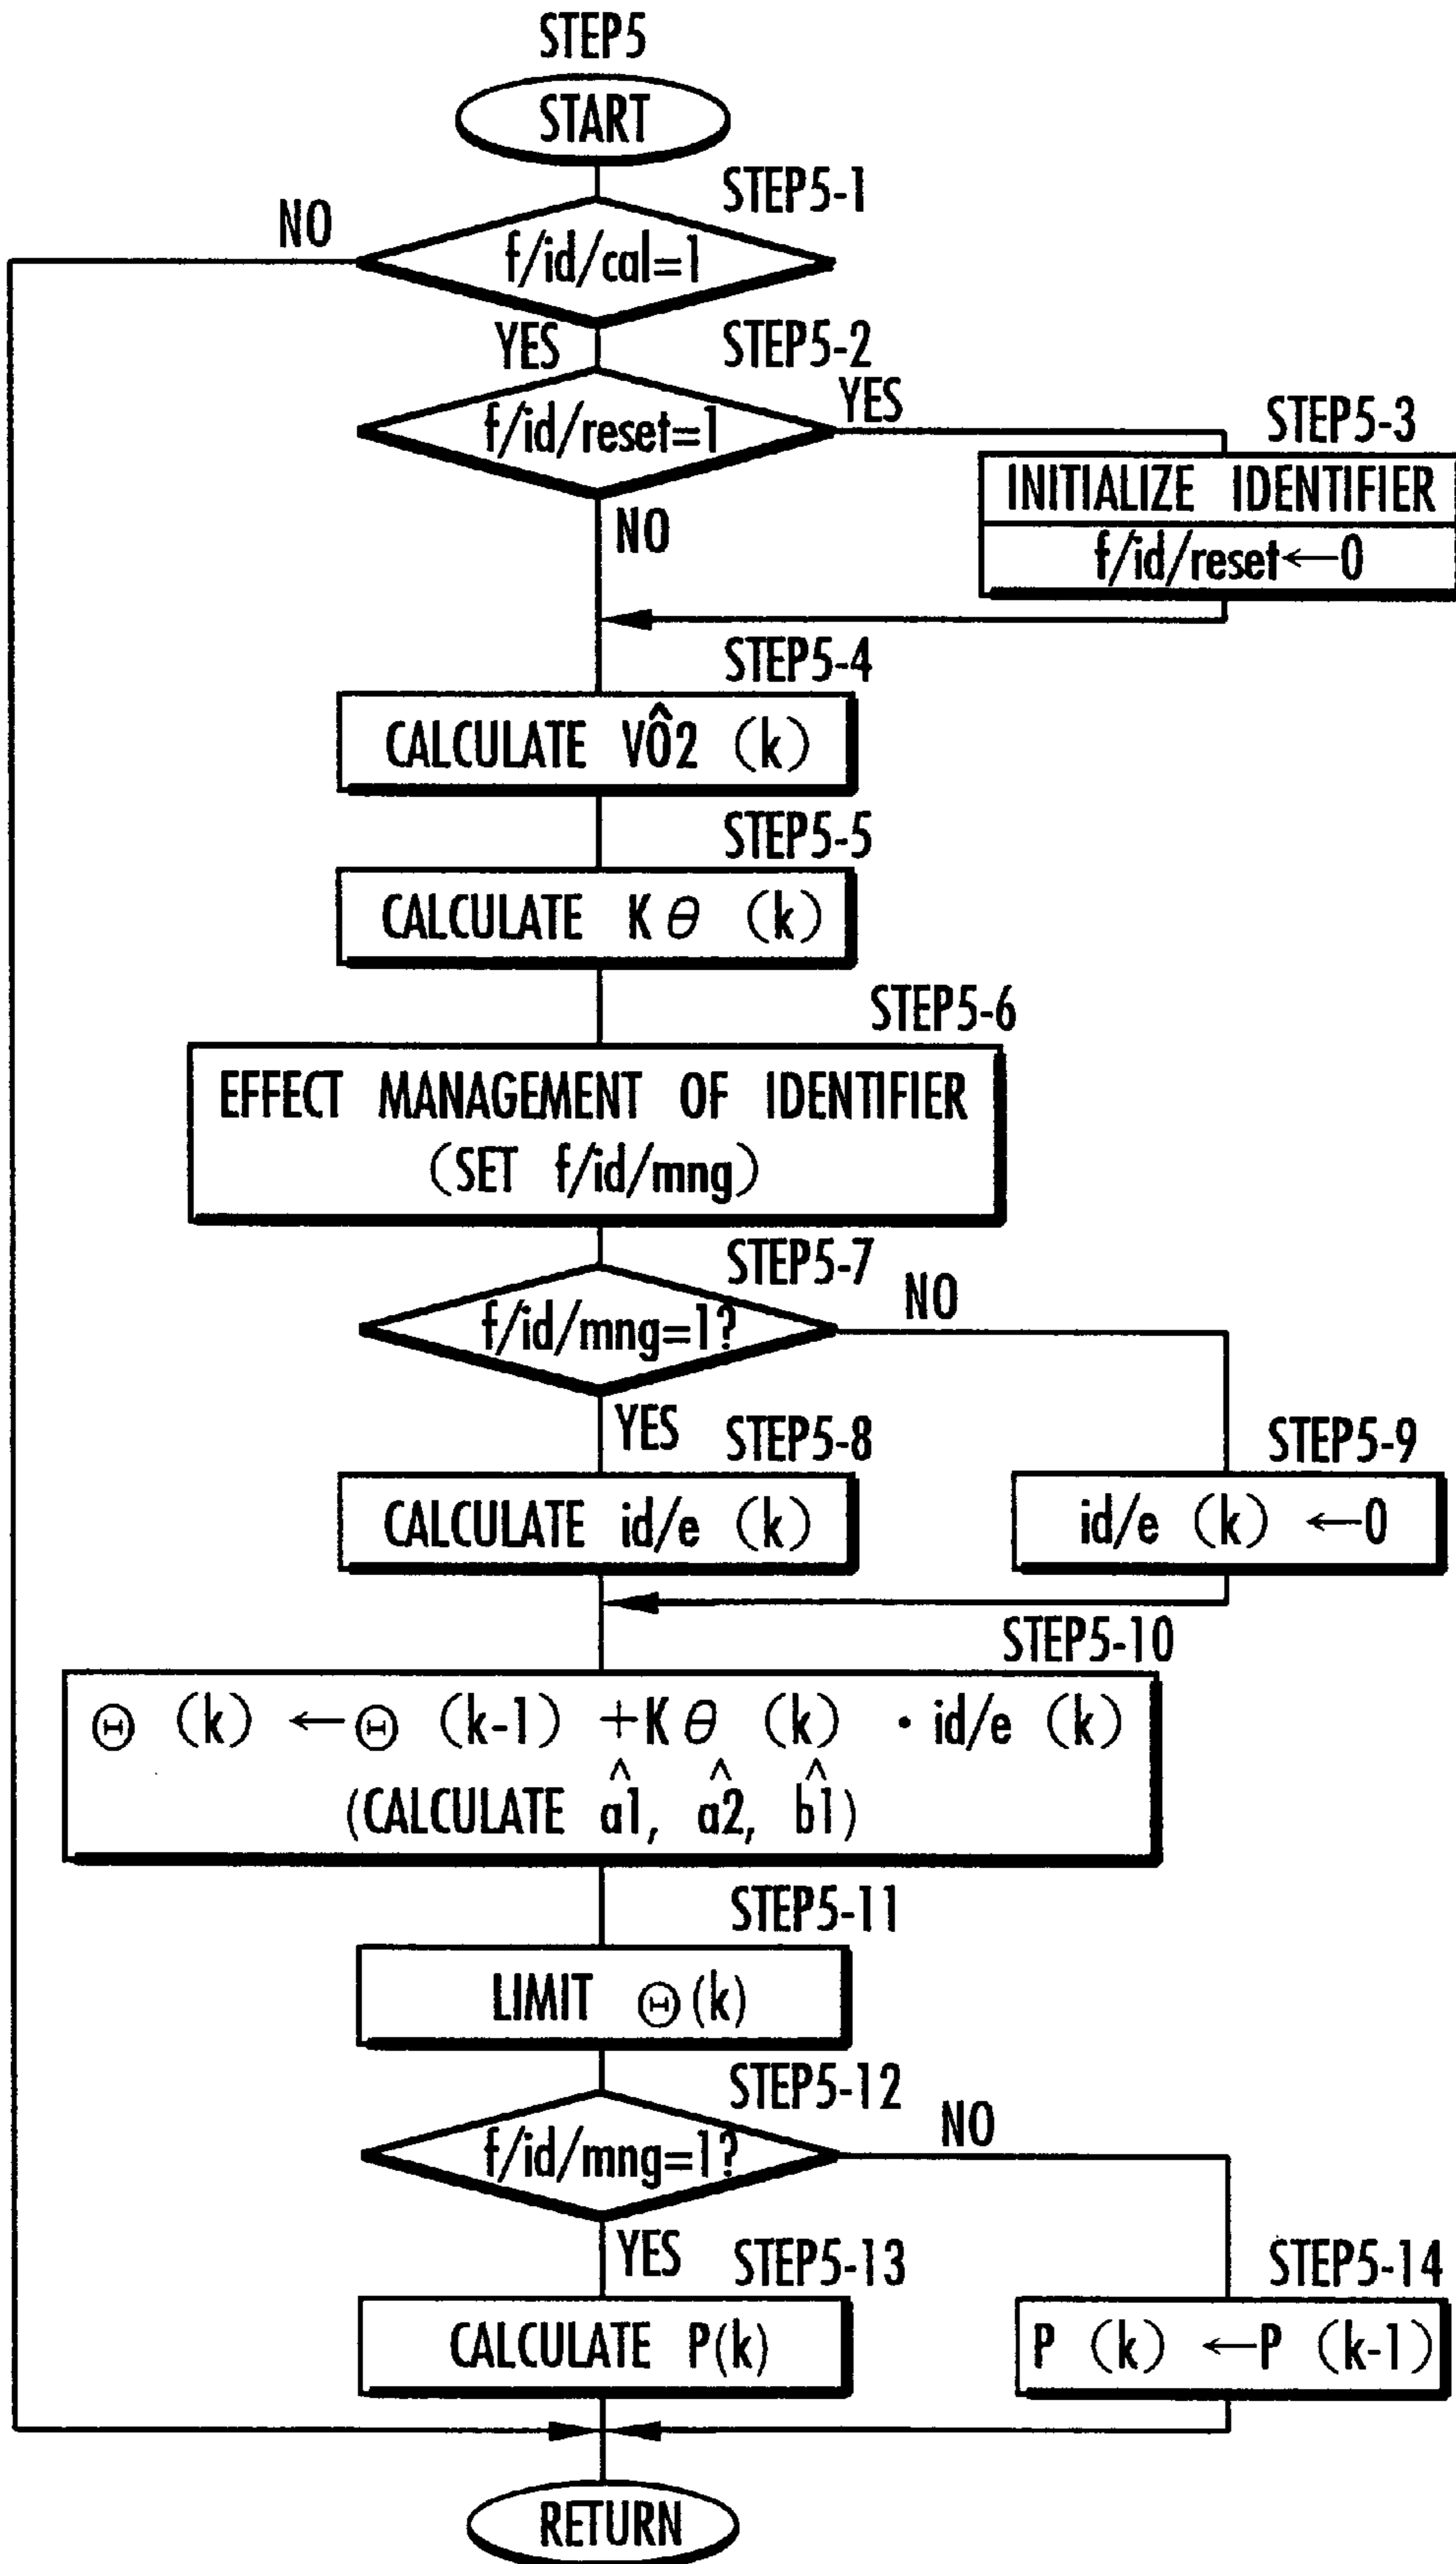 STEP5
START
STEP5-1
NO
f/id/cal=1
YES
STEP5-2
f/id/reset=1
YES
STEP5-3
INITIALIZE IDENTIFIER
f/id/reset←0
NO
STEP5-4
CALCULATE VÔ2 (k)
STEP5-5
CALCULATE Kθ (k)
STEP5-6
EFFECT MANAGEMENT OF IDENTIFIER
(SET f/id/mng)
STEP5-7
f/id/mng=1?
NO
YES
STEP5-8
CALCULATE id/e (k)
STEP5-9
id/e (k) ←0
STEP5-10
Θ (k) ←Θ (k-1) +Kθ (k) · id/e (k)
(CALCULATE â1, â2, b̂1)
STEP5-11
LIMIT Θ(k)
STEP5-12
f/id/mng=1?
NO
YES
STEP5-13
CALCULATE P(k)
STEP5-14
P (k) ←P (k-1)
RETURN